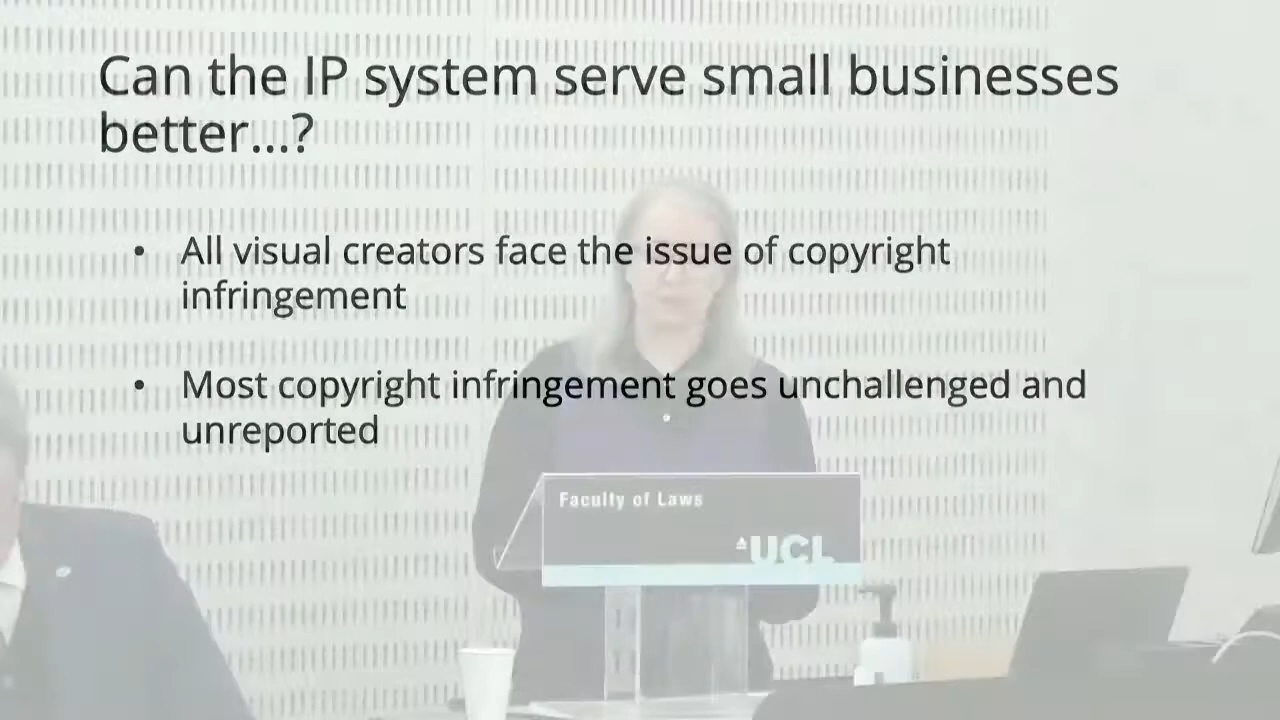 Can the IP system serve small businesses
better...?
• All visual creators face the issue of copyright
infringement
• Most copyright infringement goes unchallenged and
unreported
Faculty of Laws
UCL